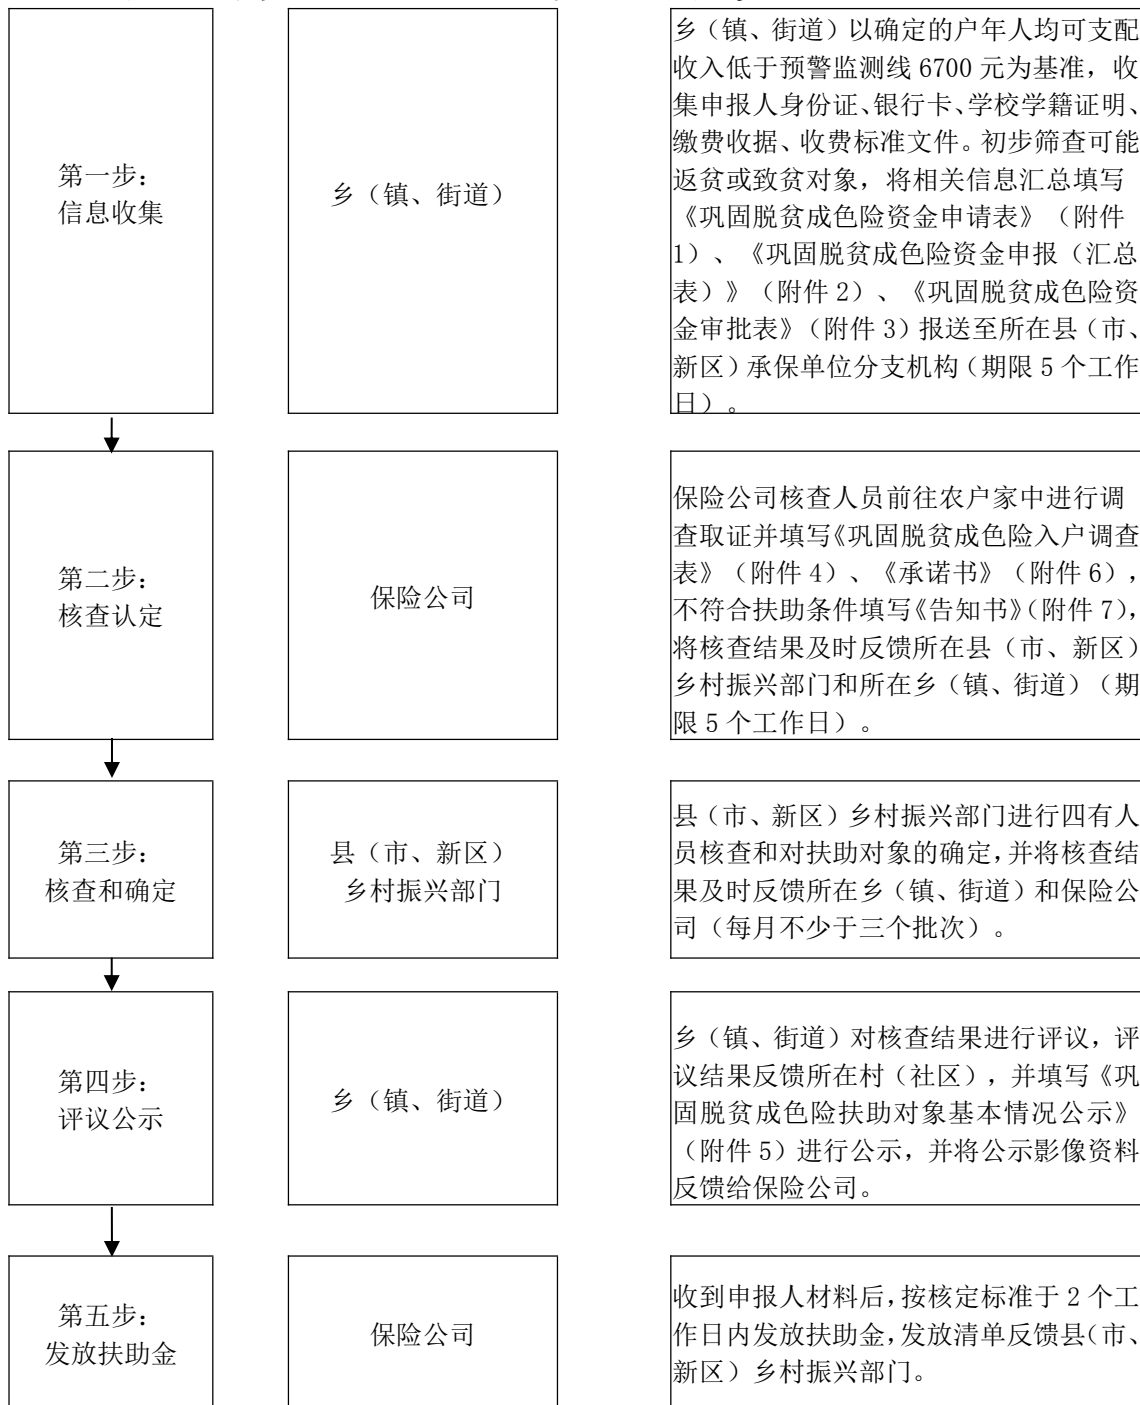 第一步：
信息收集
乡（镇、街道）
乡（镇、街道）以确定的户年人均可支配
收入低于预警监测线 6700 元为基准，收
集申报人身份证、银行卡、学校学籍证明、
缴费收据、收费标准文件。初步筛查可能
返贫或致贫对象，将相关信息汇总填写
《巩固脱贫成色险资金申请表》（附件
1）、《巩固脱贫成色险资金申报（汇总
表）》（附件 2）、《巩固脱贫成色险资
金审批表》（附件 3）报送至所在县（市、
新区）承保单位分支机构（期限 5 个工作
日）。
第二步：
核查认定
保险公司
保险公司核查人员前往农户家中进行调
查取证并填写《巩固脱贫成色险入户调查
表》（附件 4）、《承诺书》（附件 6），
不符合扶助条件填写《告知书》（附件 7），
将核查结果及时反馈所在县（市、新区）
乡村振兴部门和所在乡（镇、街道）（期
限 5 个工作日）。
第三步：
核查和确定
县（市、新区）
乡村振兴部门
县（市、新区）乡村振兴部门进行四有人
员核查和对扶助对象的确定，并将核查结
果及时反馈所在乡（镇、街道）和保险公
司（每月不少于三个批次）。
第四步：
评议公示
乡（镇、街道）
乡（镇、街道）对核查结果进行评议，评
议结果反馈所在村（社区），并填写《巩
固脱贫成色险扶助对象基本情况公示》
（附件 5）进行公示，并将公示影像资料
反馈给保险公司。
第五步：
发放扶助金
保险公司
收到申报人材料后，按核定标准于 2 个工
作日内发放扶助金，发放清单反馈县（市、
新区）乡村振兴部门。